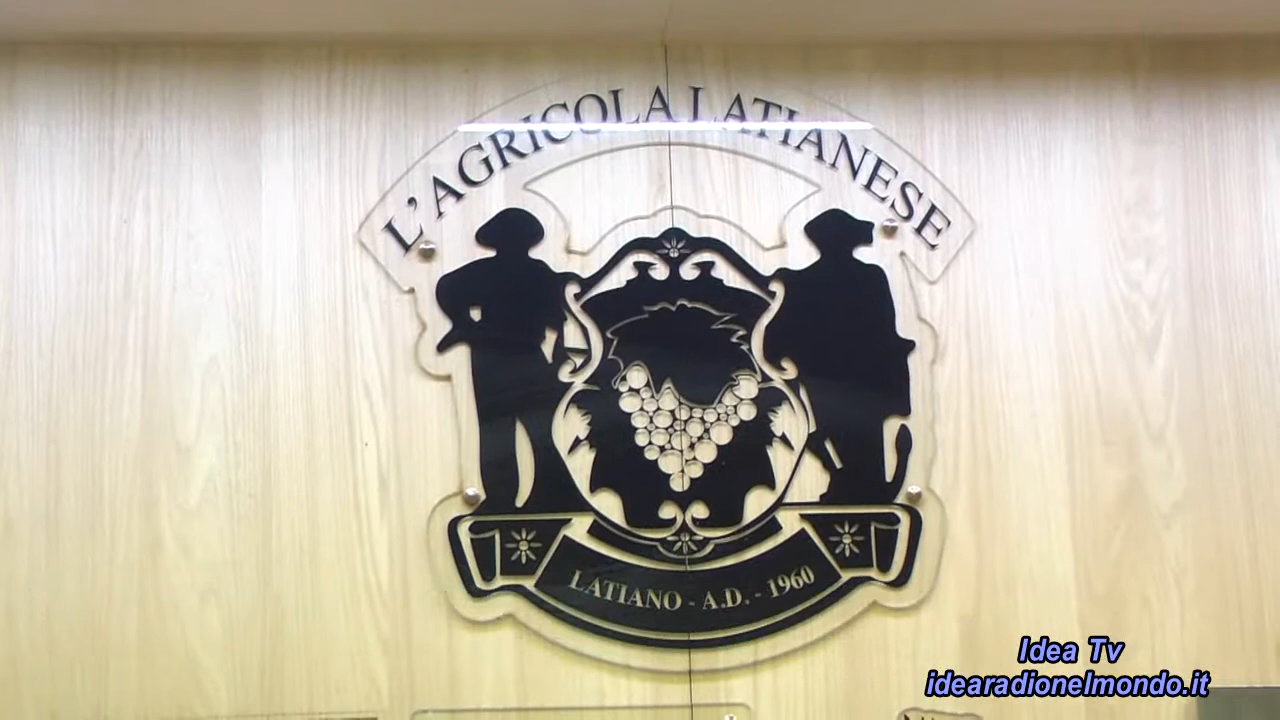 L'AGRICOLA LATIANESE
LATIANO - A.D. - 1960
Idea Tv
idearadionelmondo.it